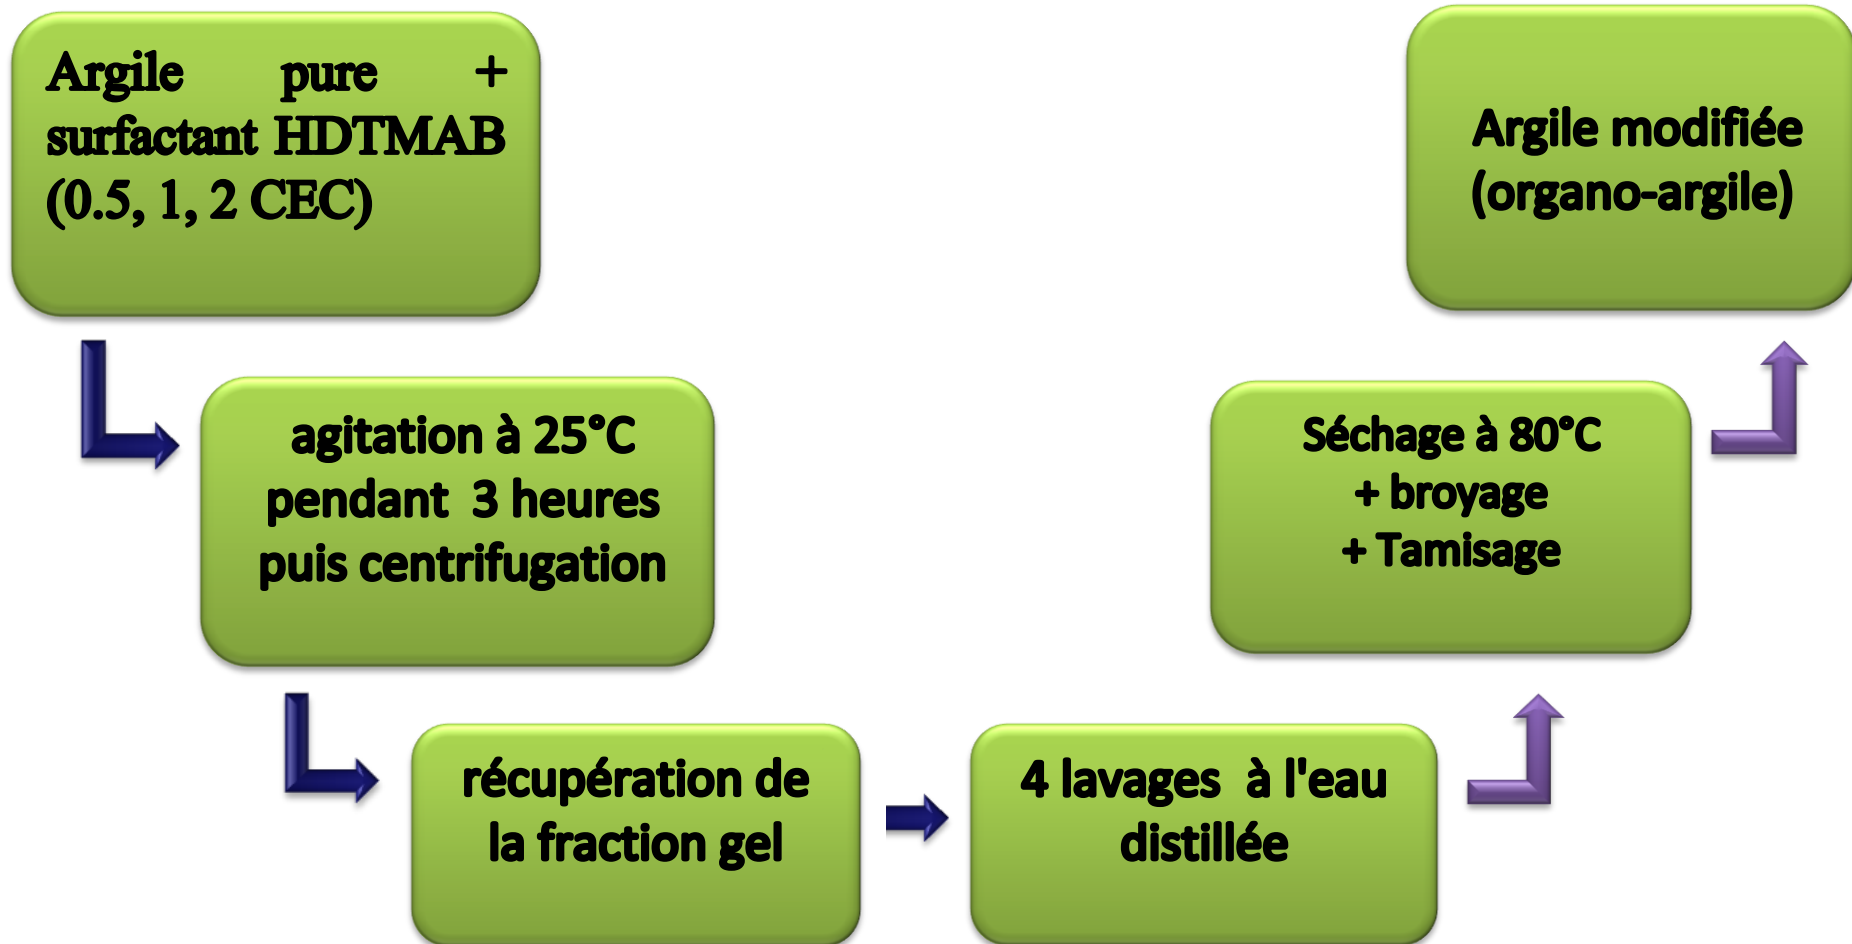 Argile pure +
surfactant HDTMAB
(0.5, 1, 2 CEC)
agitation à 25°C
pendant 3 heures
puis centrifugation
récupération de
la fraction gel
4 lavages à l'eau
distillée
Séchage à 80°C
+ broyage
+ Tamisage
Argile modifiée
(organo-argile)